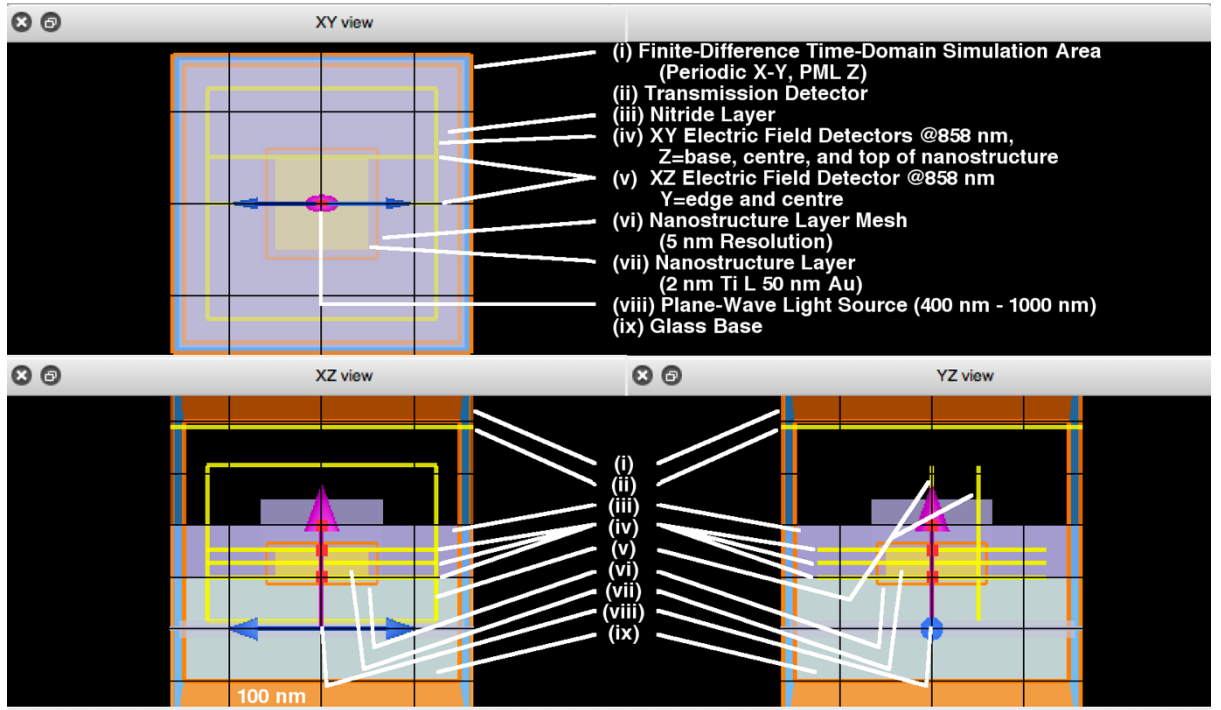 XY view
(i) Finite-Difference Time-Domain Simulation Area
(Periodic X-Y, PML Z)
(ii) Transmission Detector
(iii) Nitride Layer
(iv) XY Electric Field Detectors @858 nm,
Z=base, centre, and top of nanostructure
(v) XZ Electric Field Detector @858 nm
Y=edge and centre
(vi) Nanostructure Layer Mesh
(5 nm Resolution)
(vii) Nanostructure Layer
(2 nm Ti L 50 nm Au)
(viii) Plane-Wave Light Source (400 nm - 1000 nm)
(ix) Glass Base
XZ view
YZ view
(i)
(ii)
(iii)
(iv)
(v)
(vi)
(vii)
(viii)
(ix)
100 nm